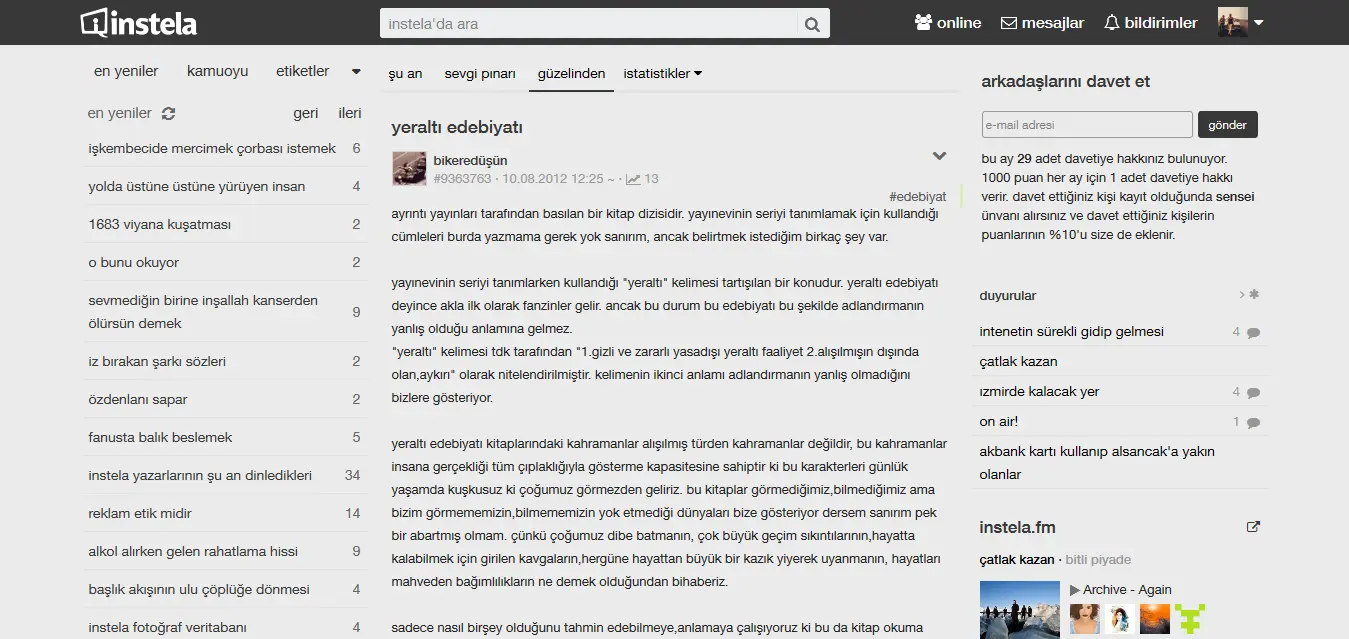 instela
instela'da ara
online
mesajlar
bildirimler
en yeniler
kamuoyu
etiketler
en yeniler
geri
ileri
işkembecide mercimek çorbası istemek 6
yolda üstüne üstüne yürüyen insan 4
1683 viyana kuşatması 2
o bunu okuyor 2
sevmediğin birine inşallah kanserden
ölürsün demek 9
iz bırakan şarkı sözleri 2
özdenlanı sapar 2
fanusta balık beslemek 5
instela yazarlarının şu an dinledikleri 34
reklam etik midir 14
alkol alırken gelen rahatlama hissi 9
başlık akışının ulu çöplüğe dönmesi 4
instela fotoğraf veritabanı 4
şu an
sevgi pınarı
güzelinden
istatistikler
yeraltı edebiyatı
bikeredüşün
#9363763 · 10.08.2012 12:25 ~ · 13
#edebiyat
ayrıntı yayınları tarafından basılan bir kitap dizisidir. yayınevinin seriyi tanımlamak için kullandığı
cümleleri burda yazmama gerek yok sanırım, ancak belirtmek istediğim birkaç şey var.
yayınevinin seriyi tanımlarken kullandığı "yeraltı" kelimesi tartışılan bir konudur. yeraltı edebiyatı
deyince akla ilk olarak fanzinler gelir. ancak bu durum bu edebiyatı bu şekilde adlandırmanın
yanlış olduğu anlamına gelmez.
"yeraltı" kelimesi tdk tarafından "1.gizli ve zararlı yasadışı yeraltı faaliyet 2.alışılmışın dışında
olan,aykırı" olarak nitelendirilmiştir. kelimenin ikinci anlamı adlandırmanın yanlış olmadığını
bizlere gösteriyor.
yeraltı edebiyatı kitaplarındaki kahramanlar alışılmış türden kahramanlar değildir, bu kahramanlar
insana gerçekliği tüm çıplaklığıyla gösterme kapasitesine sahiptir ki bu karakterleri günlük
yaşamda kuşkusuz ki çoğumuz görmezden geliriz. bu kitaplar görmediğimiz,bilmediğimiz ama
bizim görmememizin,bilmememizin yok etmediği dünyaları bize gösteriyor dersem sanırım pek
bir abartmış olmam. çünkü çoğumuz dibe batmanın, çok büyük geçim sıkıntılarının,hayatta
kalabilmek için girilen kavgaların,hergüne hayattan büyük bir kazık yiyerek uyanmanın, hayatları
mahveden bağımlılıkların ne demek olduğundan bihaberiz.
sadece nasıl birşey olduğunu tahmin edebilmeye,anlamaya çalışıyoruz ki bu da kitap okuma
arkadaşlarını davet et
e-mail adresi
gönder
bu ay 29 adet davetiye hakkınız bulunuyor.
1000 puan her ay için 1 adet davetiye hakkı
verir. davet ettiğiniz kişi kayıt olduğunda sensei
ünvanı alırsınız ve davet ettiğiniz kişilerin
puanlarının %10'u size de eklenir.
duyurular
intenetin sürekli gidip gelmesi 4
çatlak kazan
ızmirde kalacak yer 4
on air! 1
akbank kartı kullanıp alsancak'a yakın
olanlar
instela.fm
çatlak kazan · bitli piyade
Archive - Again